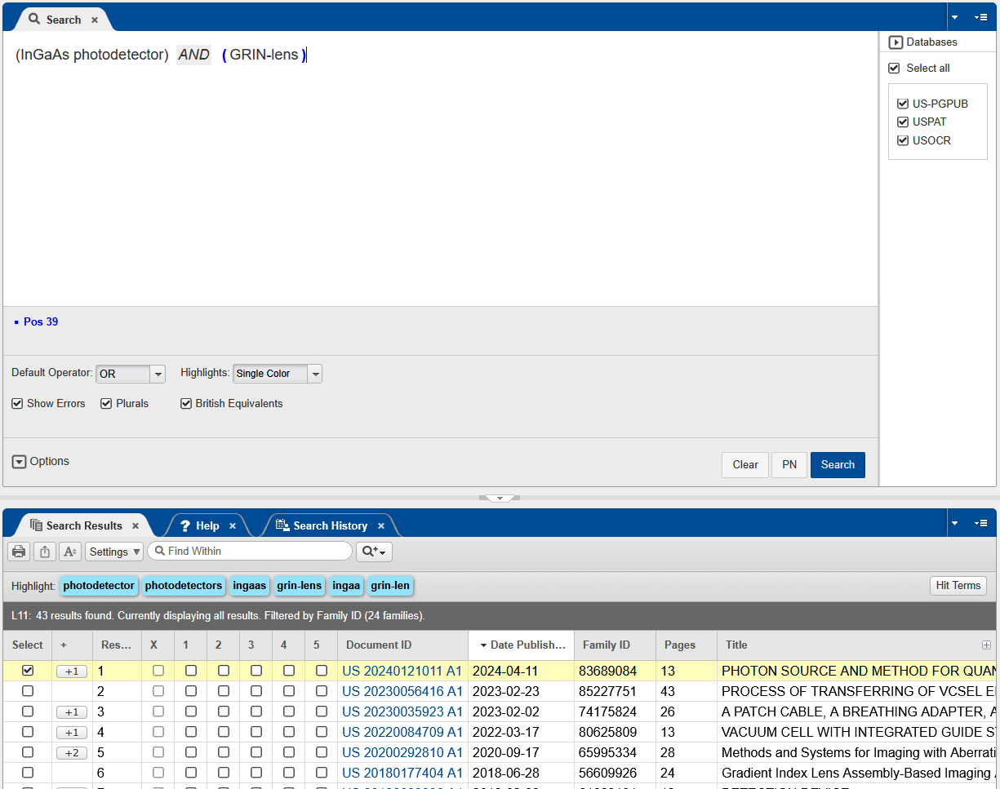 Search
(InGaAs photodetector) AND (GRIN-lens)
Databases
Select all
US-PGPUB
USPAT
USOCR
Pos 39
Default Operator: OR Highlights: Single Color
Show Errors Plurals British Equivalents
Options Clear PN Search
Search Results Help Search History
A Settings Find Within
Highlight: photodetector photodetectors ingaas grin-lens ingaa grin-len Hit Terms
L11: 43 results found. Currently displaying all results. Filtered by Family ID (24 families).
Select + Res... X 1 2 3 4 5 Document ID Date Publish... Family ID Pages Title
+1 1 US 20240121011 A1 2024-04-11 83689084 13 PHOTON SOURCE AND METHOD FOR QUAN
2 US 20230056416 A1 2023-02-23 85227751 43 PROCESS OF TRANSFERRING OF VCSEL E
+1 3 US 20230035923 A1 2023-02-02 74175824 26 A PATCH CABLE, A BREATHING ADAPTER, A
+1 4 US 20220084709 A1 2022-03-17 80625809 13 VACUUM CELL WITH INTEGRATED GUIDE S
+2 5 US 20200292810 A1 2020-09-17 65995334 28 Methods and Systems for Imaging with Aberrati
6 US 20180177404 A1 2018-06-28 56609926 24 Gradient Index Lens Assembly-Based Imaging